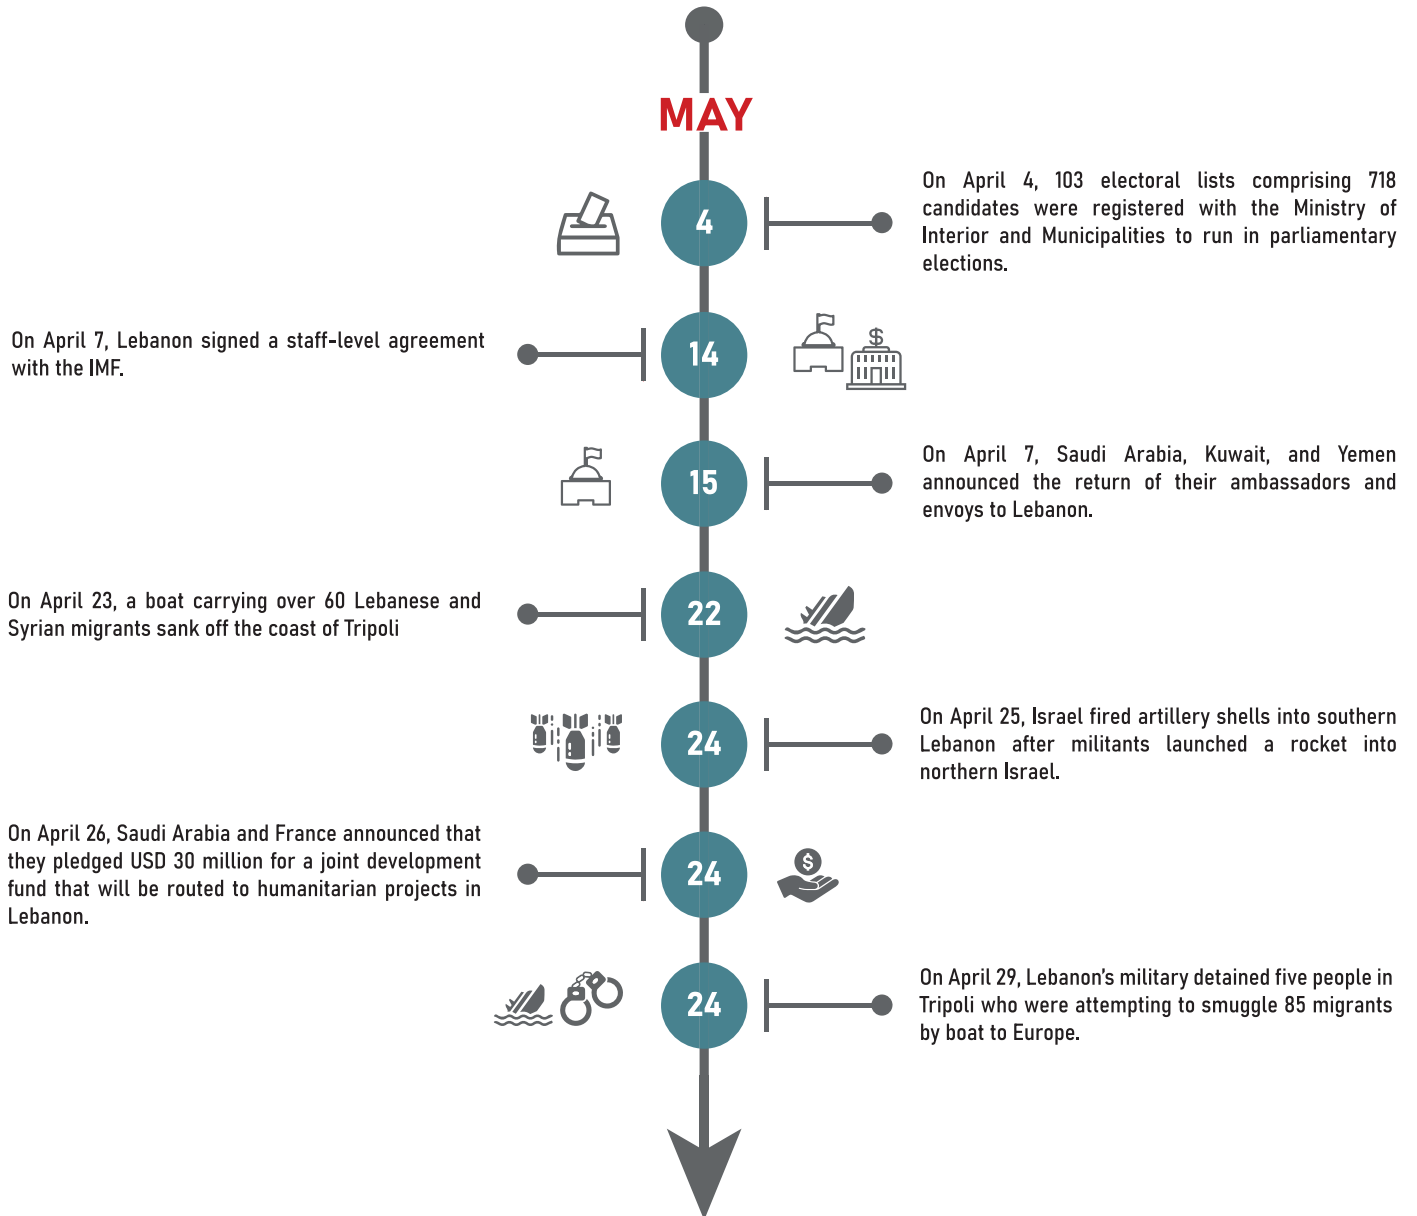 MAY
4
On April 4, 103 electoral lists comprising 718
candidates were registered with the Ministry of
Interior and Municipalities to run in parliamentary
elections.
On April 7, Lebanon signed a staff-level agreement
with the IMF.
14
$
15
On April 7, Saudi Arabia, Kuwait, and Yemen
announced the return of their ambassadors and
envoys to Lebanon.
On April 23, a boat carrying over 60 Lebanese and
Syrian migrants sank off the coast of Tripoli
22
24
On April 25, Israel fired artillery shells into southern
Lebanon after militants launched a rocket into
northern Israel.
On April 26, Saudi Arabia and France announced that
they pledged USD 30 million for a joint development
fund that will be routed to humanitarian projects in
Lebanon.
24
$
24
On April 29, Lebanon's military detained five people in
Tripoli who were attempting to smuggle 85 migrants
by boat to Europe.